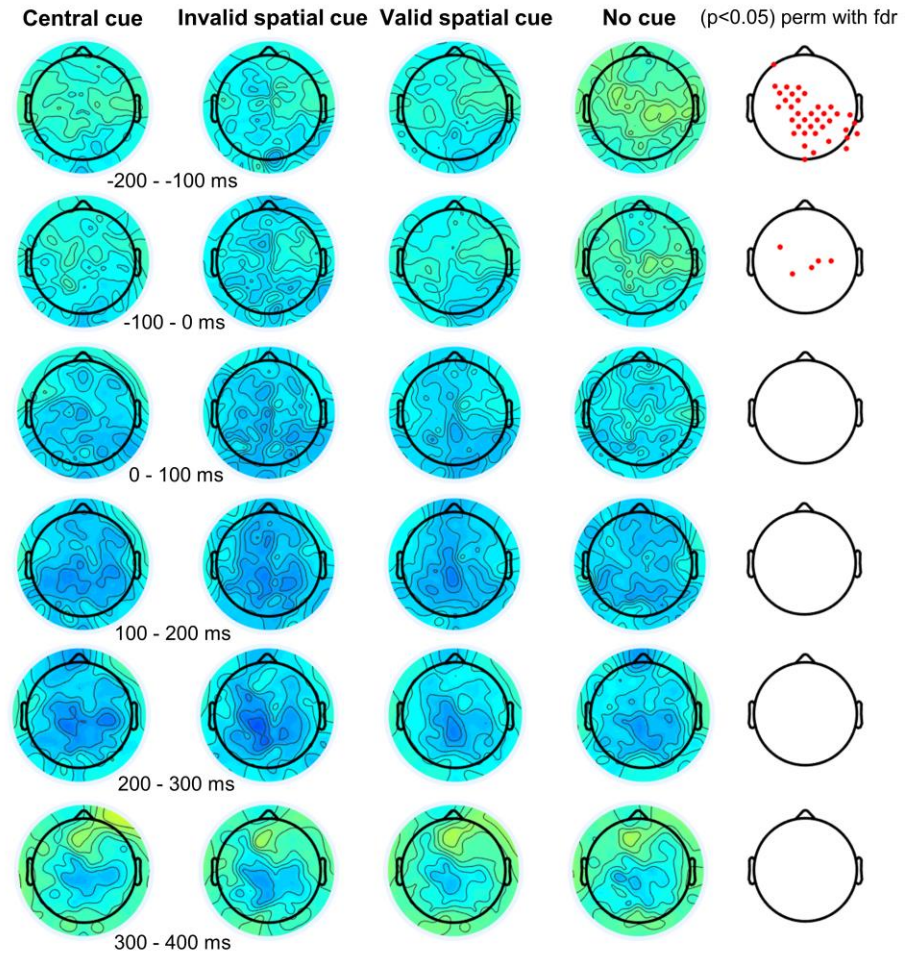 Central cue Invalid spatial cue Valid spatial cue No cue (p<0.05) perm with fdr
-200 - -100 ms
-100 - 0 ms
0 - 100 ms
100 - 200 ms
200 - 300 ms
300 - 400 ms